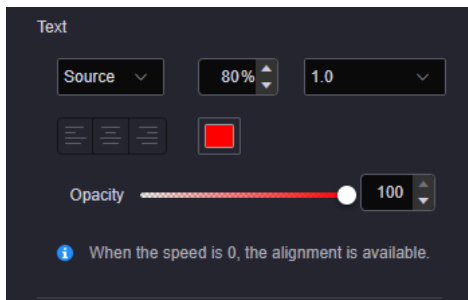 Text
Source 80% 1.0
Opacity 100
When the speed is 0, the alignment is available.